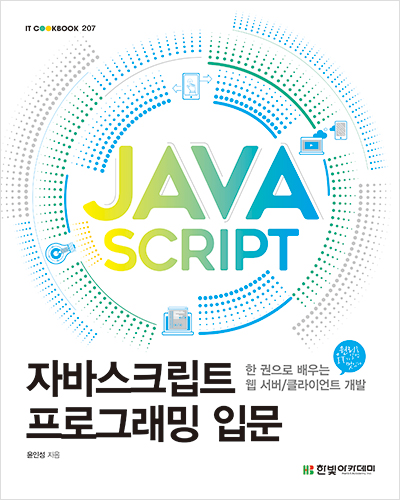 IT COOKBOOK 207
JAVA
SCRIPT
자바스크립트
프로그래밍 입문
한 권으로 배우는
웹 서버/클라이언트 개발
윤인성 지음
한빛아카데미